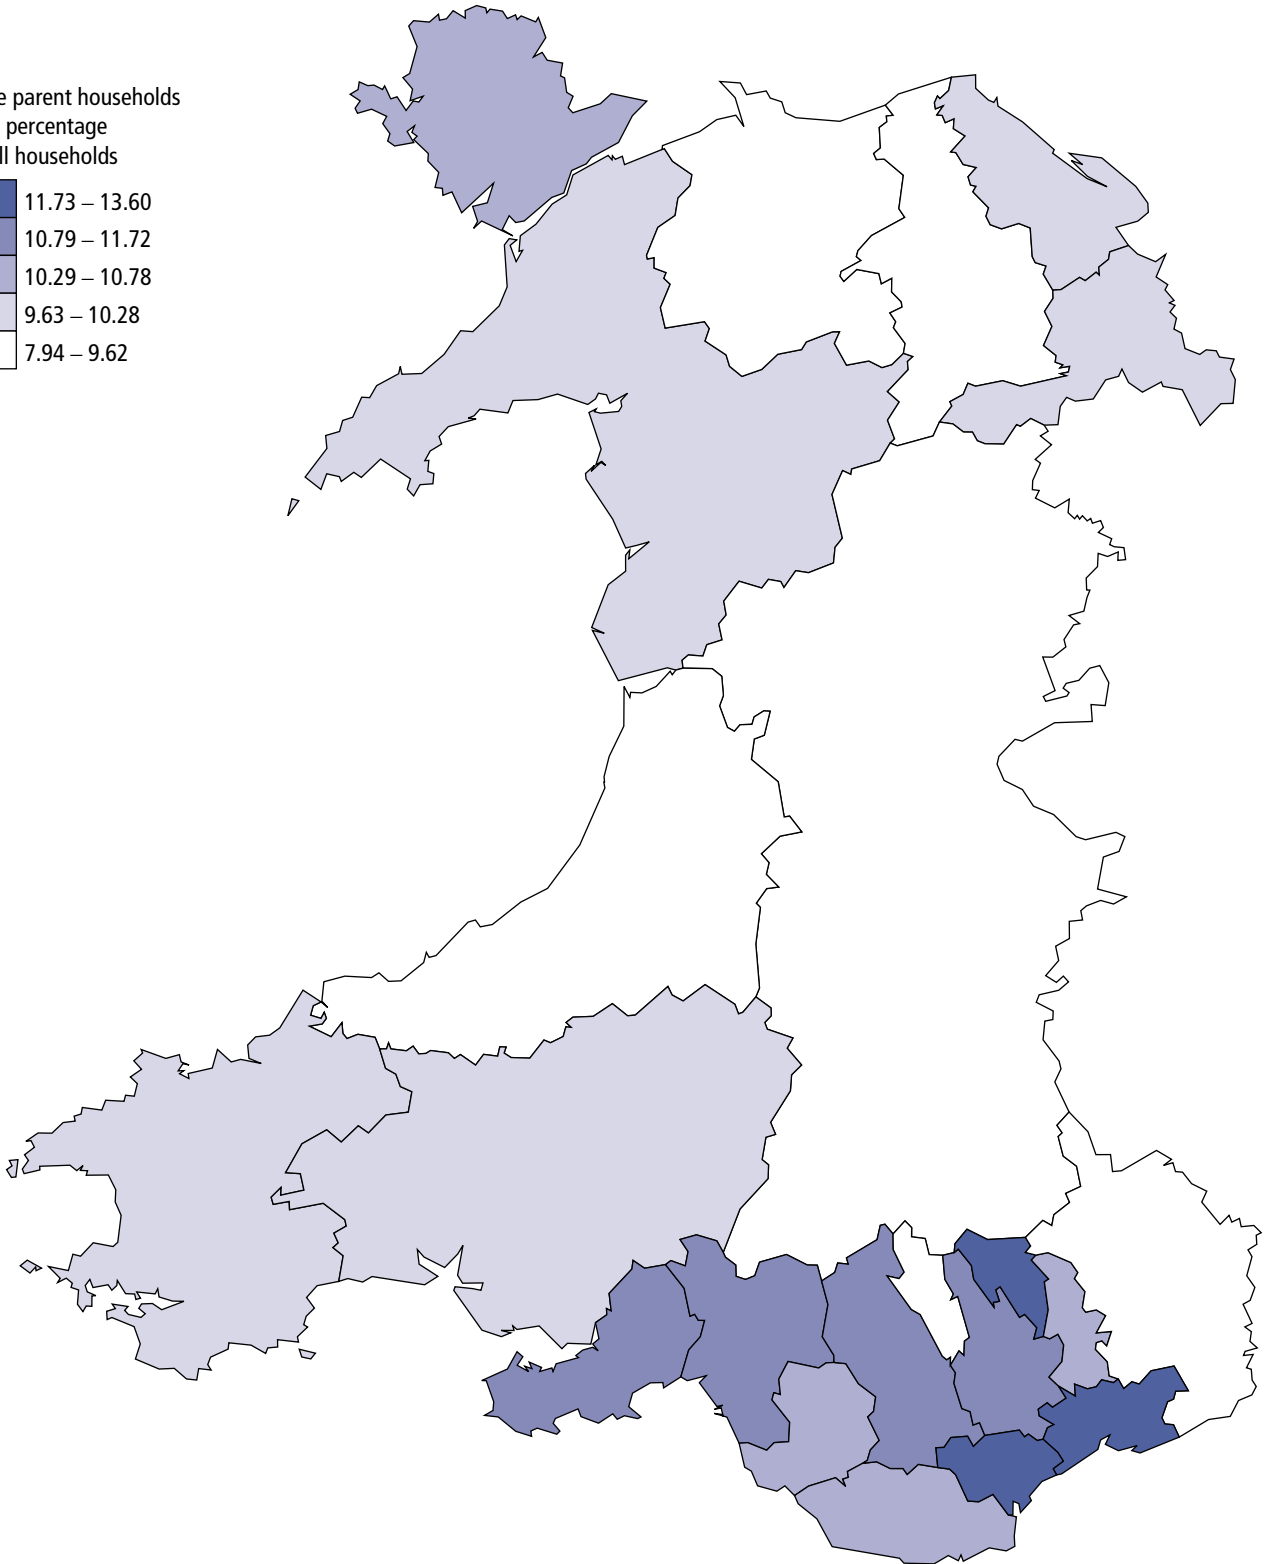 e parent households
percentage
ll households
11.73 – 13.60
10.79 – 11.72
10.29 – 10.78
9.63 – 10.28
7.94 – 9.62